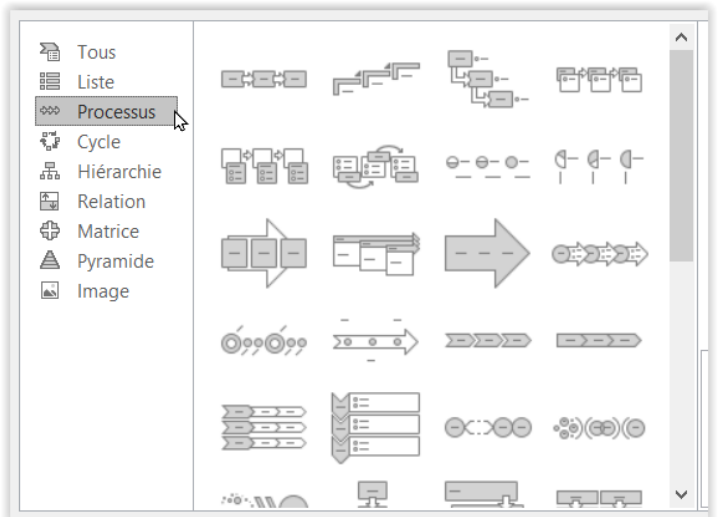 Tous
Liste
Processus
Cycle
Hiérarchie
Relation
Matrice
Pyramide
Image